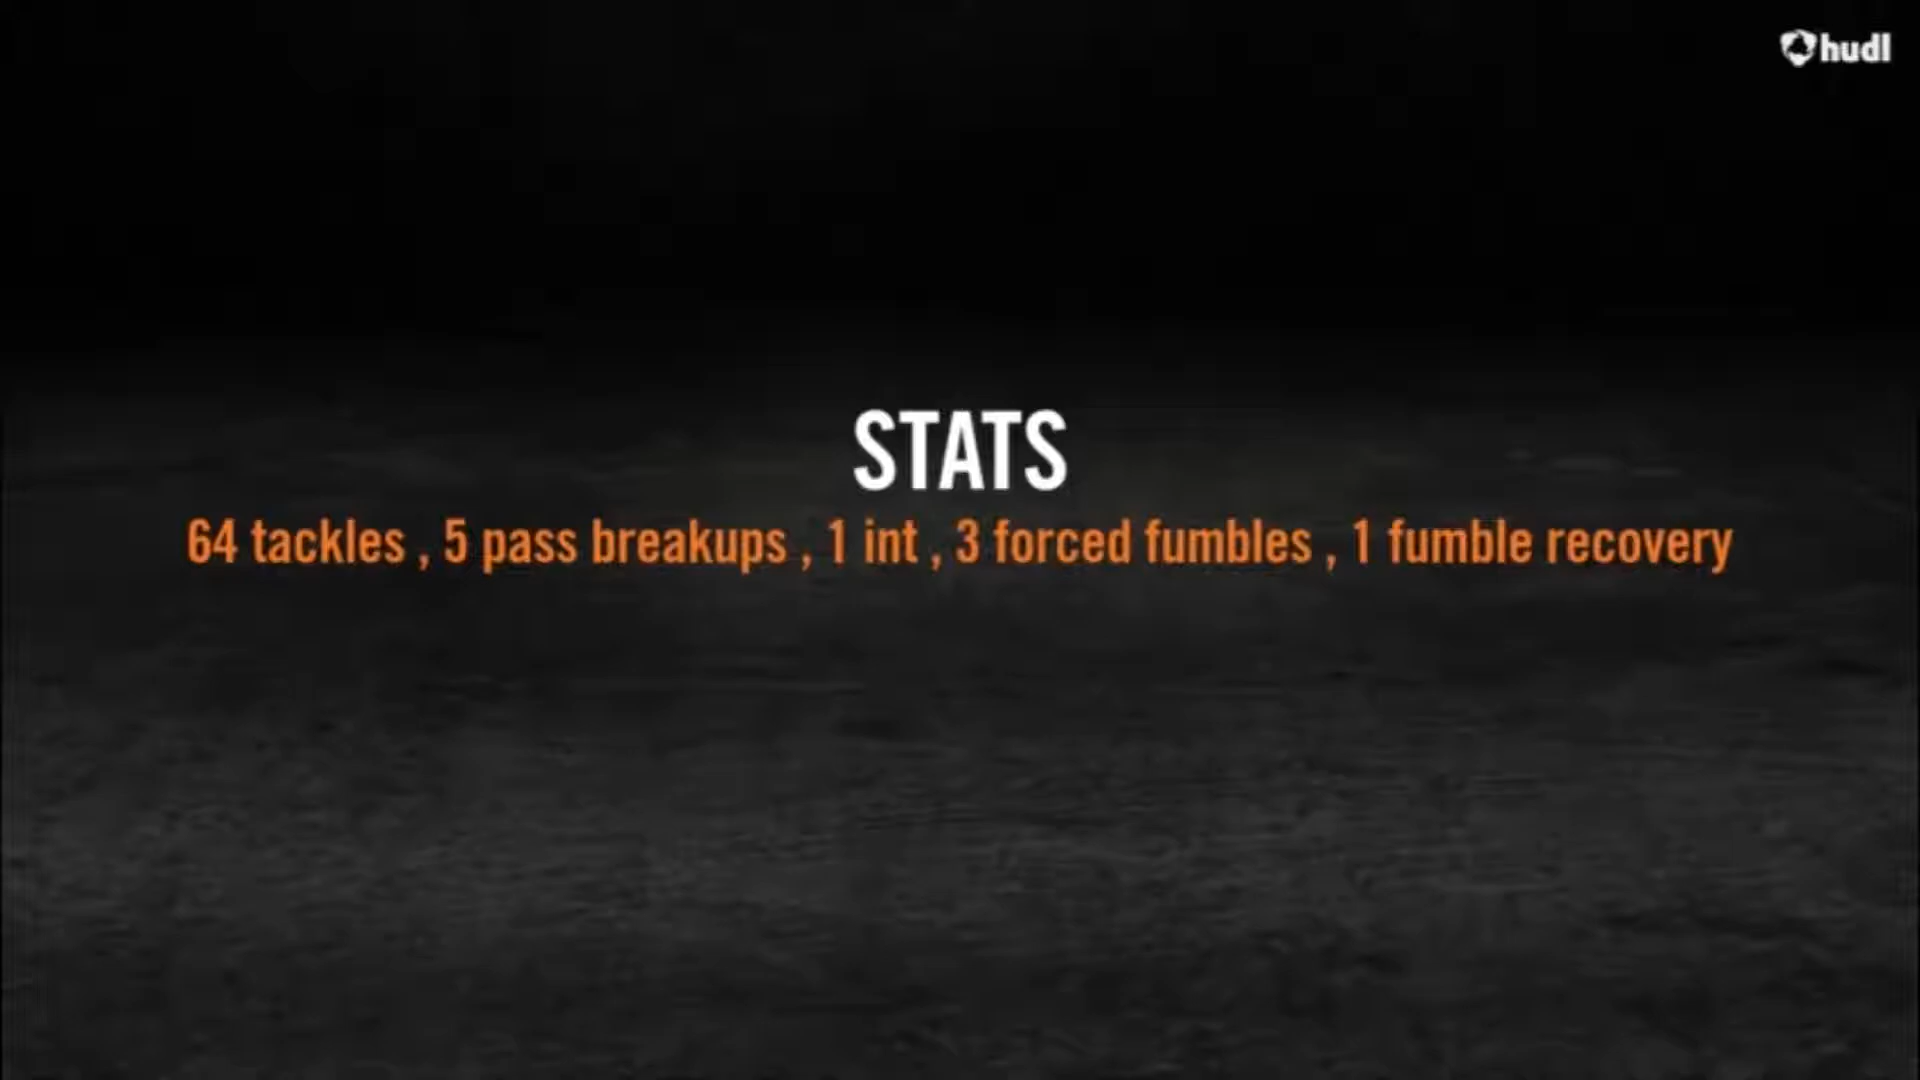 hudl
STATS
64 tackles , 5 pass breakups , 1 int , 3 forced fumbles , 1 fumble recovery